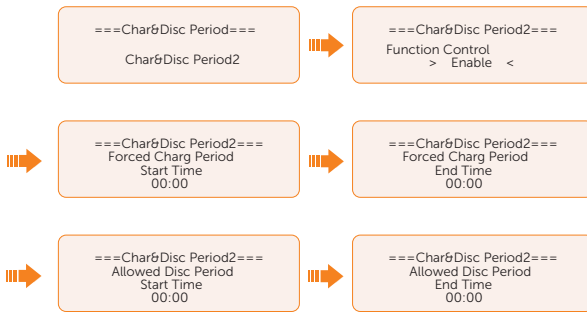 ===Char&Disc Period===
Char&Disc Period2
===Char&Disc Period2===
Function Control
> Enable <
===Char&Disc Period2===
Forced Charg Period
Start Time
00:00
===Char&Disc Period2===
Forced Charg Period
End Time
00:00
===Char&Disc Period2===
Allowed Disc Period
Start Time
00:00
===Char&Disc Period2===
Allowed Disc Period
End Time
00:00